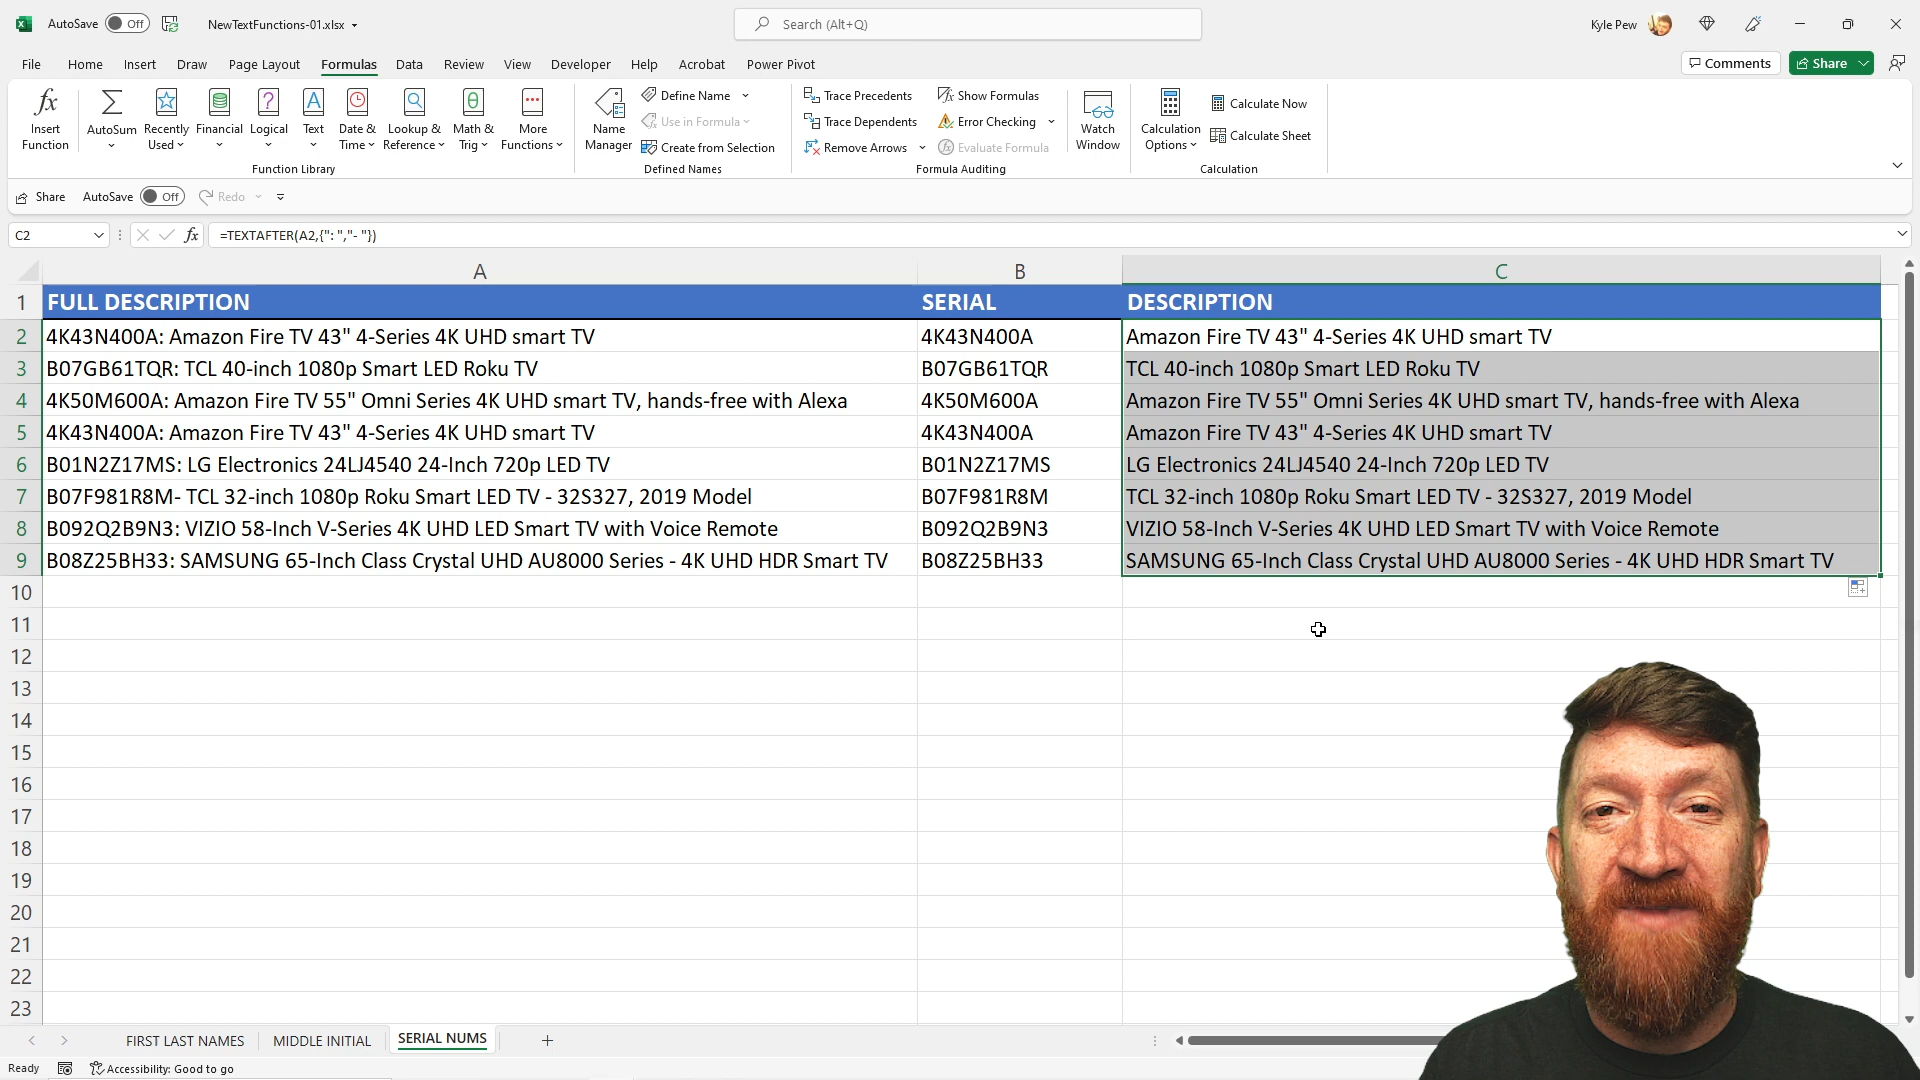 AutoSave Off NewTextFunctions-01.xlsx Search (Alt+Q) Kyle Pew
File Home Insert Draw Page Layout Formulas Data Review View Developer Help Acrobat Power Pivot Comments Share
Insert Function AutoSum Recently Used Financial Logical Text Date & Time Lookup & Reference Math & Trig More Functions
Function Library
Name Manager Define Name Use in Formula Create from Selection
Defined Names
Trace Precedents Show Formulas
Trace Dependents Error Checking
Remove Arrows Evaluate Formula
Formula Auditing
Watch Window
Calculation Options Calculate Now Calculate Sheet
Calculation
Share AutoSave Off Redo
C2 fx =TEXTAFTER(A2,{": ","- "})
A B C
1 FULL DESCRIPTION SERIAL DESCRIPTION
2 4K43N400A: Amazon Fire TV 43" 4-Series 4K UHD smart TV 4K43N400A Amazon Fire TV 43" 4-Series 4K UHD smart TV
3 B07GB61TQR: TCL 40-inch 1080p Smart LED Roku TV B07GB61TQR TCL 40-inch 1080p Smart LED Roku TV
4 4K50M600A: Amazon Fire TV 55" Omni Series 4K UHD smart TV, hands-free with Alexa 4K50M600A Amazon Fire TV 55" Omni Series 4K UHD smart TV, hands-free with Alexa
5 4K43N400A: Amazon Fire TV 43" 4-Series 4K UHD smart TV 4K43N400A Amazon Fire TV 43" 4-Series 4K UHD smart TV
6 B01N2Z17MS: LG Electronics 24LJ4540 24-Inch 720p LED TV B01N2Z17MS LG Electronics 24LJ4540 24-Inch 720p LED TV
7 B07F981R8M- TCL 32-inch 1080p Roku Smart LED TV - 32S327, 2019 Model B07F981R8M TCL 32-inch 1080p Roku Smart LED TV - 32S327, 2019 Model
8 B092Q2B9N3: VIZIO 58-Inch V-Series 4K UHD LED Smart TV with Voice Remote B092Q2B9N3 VIZIO 58-Inch V-Series 4K UHD LED Smart TV with Voice Remote
9 B08Z25BH33: SAMSUNG 65-Inch Class Crystal UHD AU8000 Series - 4K UHD HDR Smart TV B08Z25BH33 SAMSUNG 65-Inch Class Crystal UHD AU8000 Series - 4K UHD HDR Smart TV
10
11
12
13
14
15
16
17
18
19
20
21
22
23
FIRST LAST NAMES MIDDLE INITIAL SERIAL NUMS
Ready Accessibility: Good to go